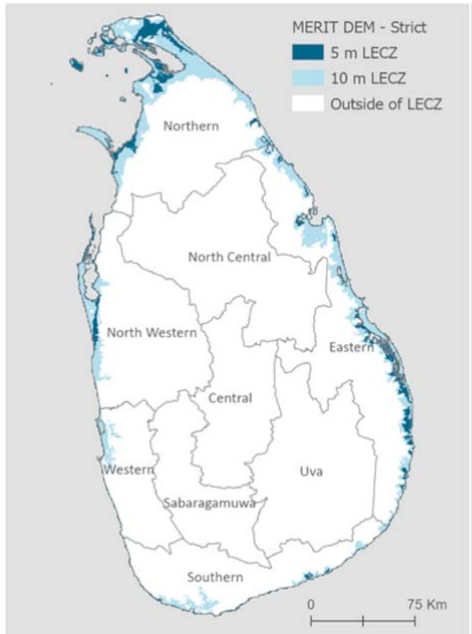 MERIT DEM - Strict
5 m LECZ
10 m LECZ
Outside of LECZ
Northern
North Central
North Western
Eastern
Central
Western
Uva
Sabaragamuwa
Southern
0 75 Km